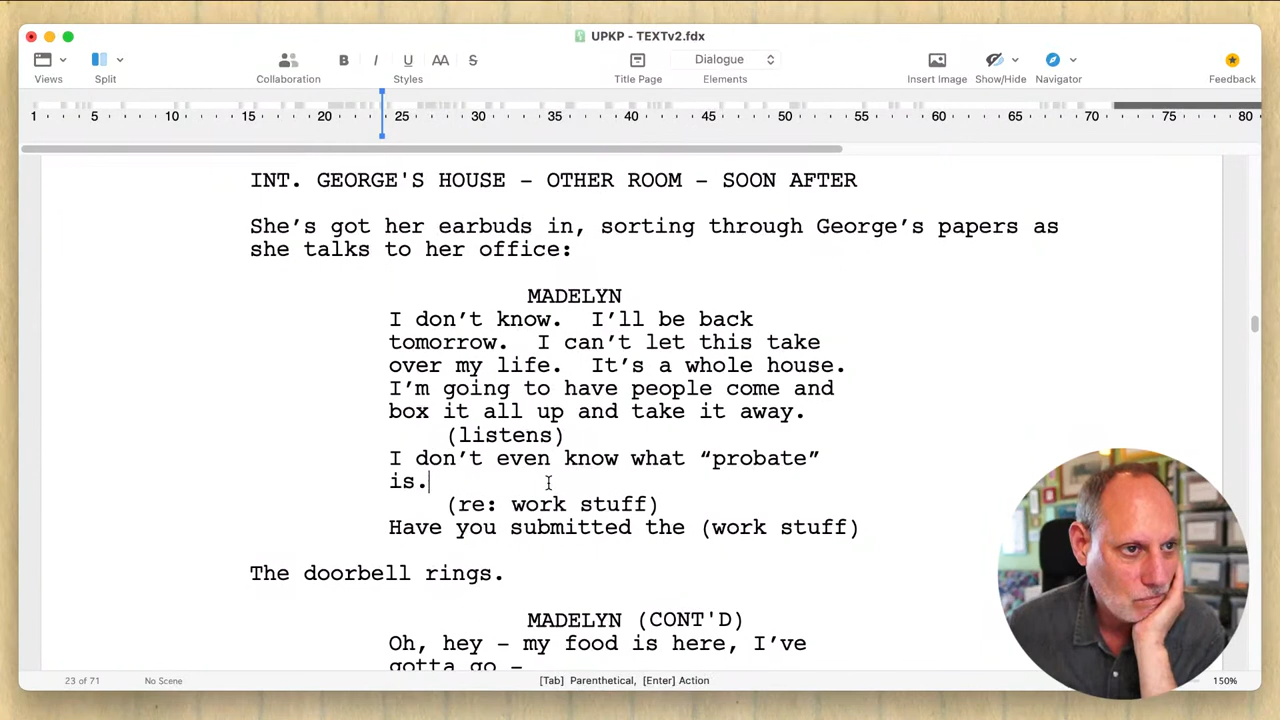 UPKP - TEXTv2.fdx
Views Split Collaboration B I U AA S Styles Title Page Dialogue Elements Insert Image Show/Hide Navigator Feedback
1 5 10 15 20 25 30 35 40 45 50 55 60 65 70 75 80
INT. GEORGE'S HOUSE – OTHER ROOM – SOON AFTER
She’s got her earbuds in, sorting through George’s papers as
she talks to her office:
MADELYN
I don’t know. I’ll be back
tomorrow. I can’t let this take
over my life. It’s a whole house.
I’m going to have people come and
box it all up and take it away.
(listens)
I don’t even know what “probate”
is.
(re: work stuff)
Have you submitted the (work stuff)
The doorbell rings.
MADELYN (CONT'D)
Oh, hey – my food is here, I’ve
gotta go –
23 of 71 No Scene [Tab] Parenthetical, [Enter] Action 150%